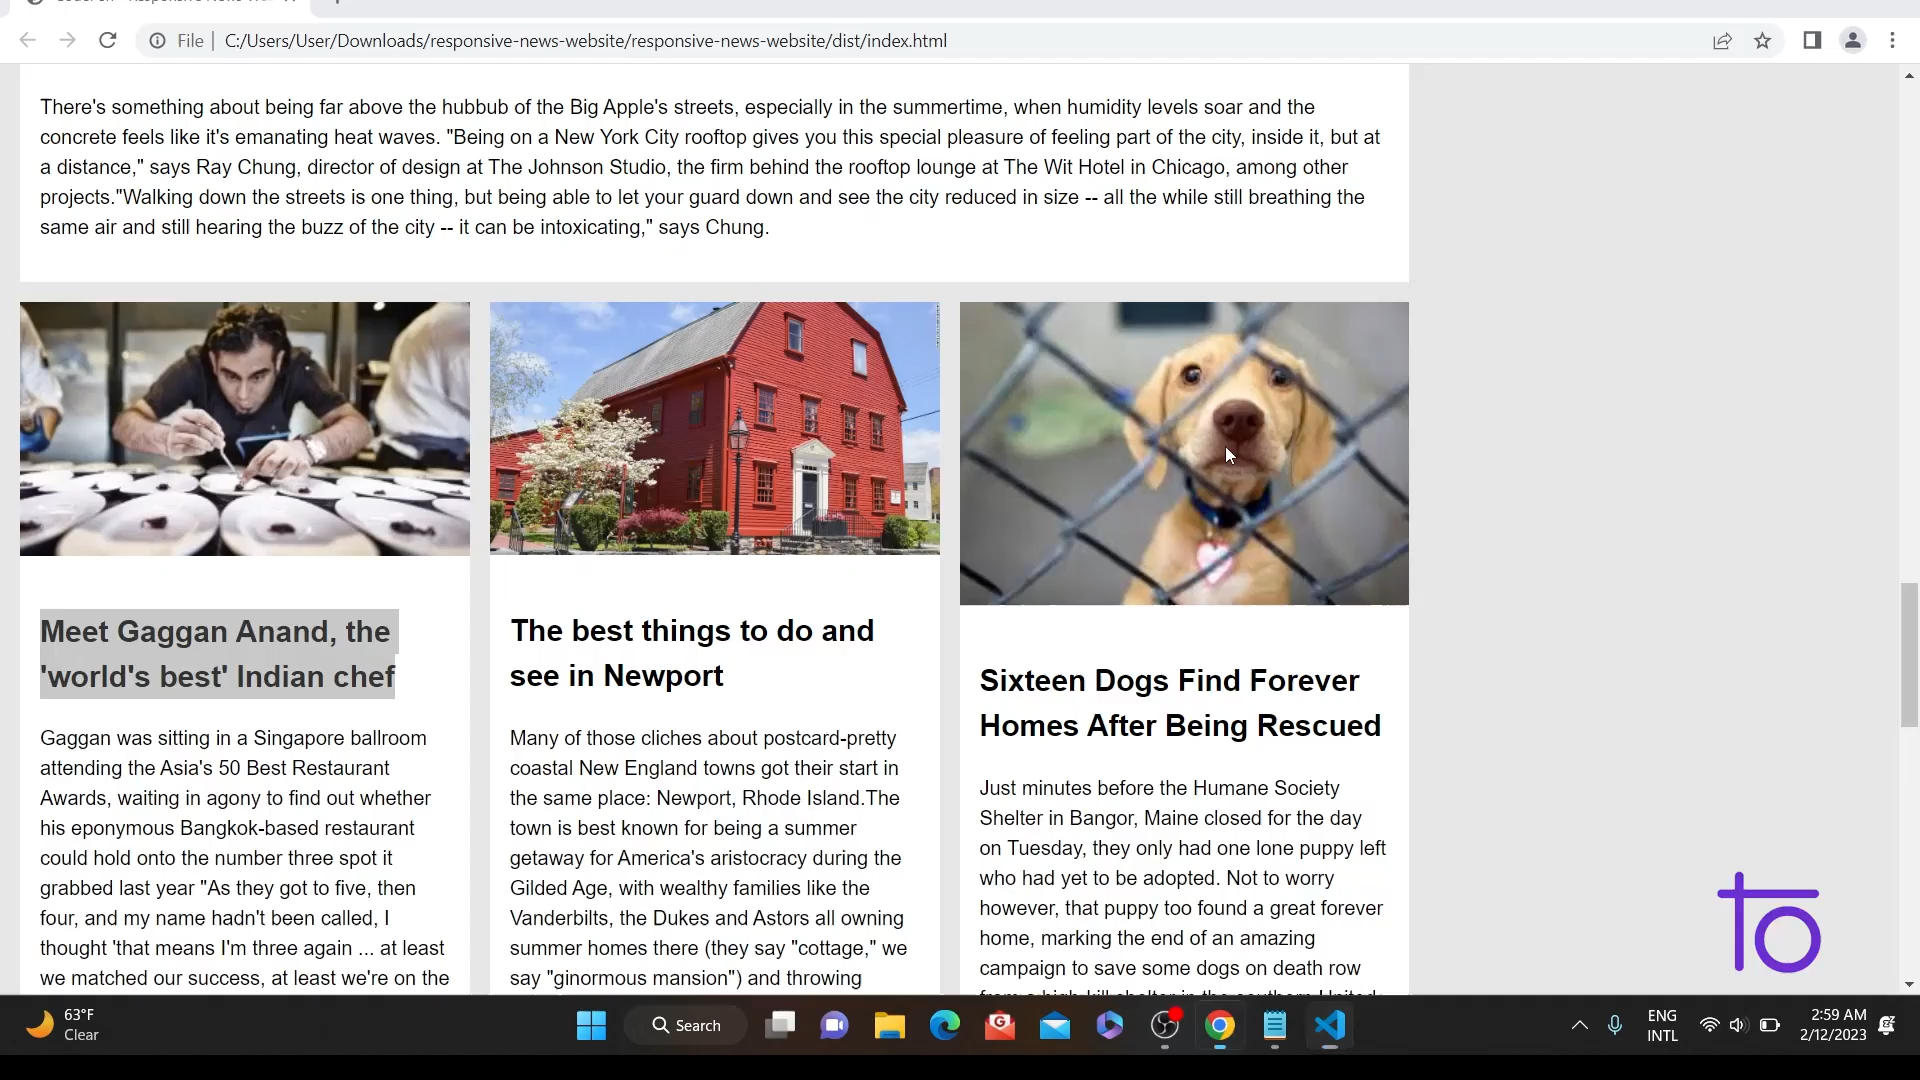 File
C:/Users/User/Downloads/responsive-news-website/responsive-news-website/dist/index.html
There's something about being far above the hubbub of the Big Apple's streets, especially in the summertime, when humidity levels soar and the
concrete feels like it's emanating heat waves. "Being on a New York City rooftop gives you this special pleasure of feeling part of the city, inside it, but at
a distance," says Ray Chung, director of design at The Johnson Studio, the firm behind the rooftop lounge at The Wit Hotel in Chicago, among other
projects."Walking down the streets is one thing, but being able to let your guard down and see the city reduced in size -- all the while still breathing the
same air and still hearing the buzz of the city -- it can be intoxicating," says Chung.
Meet Gaggan Anand, the
'world's best' Indian chef
Gaggan was sitting in a Singapore ballroom
attending the Asia's 50 Best Restaurant
Awards, waiting in agony to find out whether
his eponymous Bangkok-based restaurant
could hold onto the number three spot it
grabbed last year "As they got to five, then
four, and my name hadn't been called, I
thought 'that means I'm three again ... at least
we matched our success, at least we're on the
The best things to do and
see in Newport
Many of those cliches about postcard-pretty
coastal New England towns got their start in
the same place: Newport, Rhode Island.The
town is best known for being a summer
getaway for America's aristocracy during the
Gilded Age, with wealthy families like the
Vanderbilts, the Dukes and Astors all owning
summer homes there (they say "cottage," we
say "ginormous mansion") and throwing
Sixteen Dogs Find Forever
Homes After Being Rescued
Just minutes before the Humane Society
Shelter in Bangor, Maine closed for the day
on Tuesday, they only had one lone puppy left
who had yet to be adopted. Not to worry
however, that puppy too found a great forever
home, marking the end of an amazing
campaign to save some dogs on death row
from a high-kill shelter in the southern United
to
63°F
Clear
Search
ENG
INTL
2:59 AM
2/12/2023